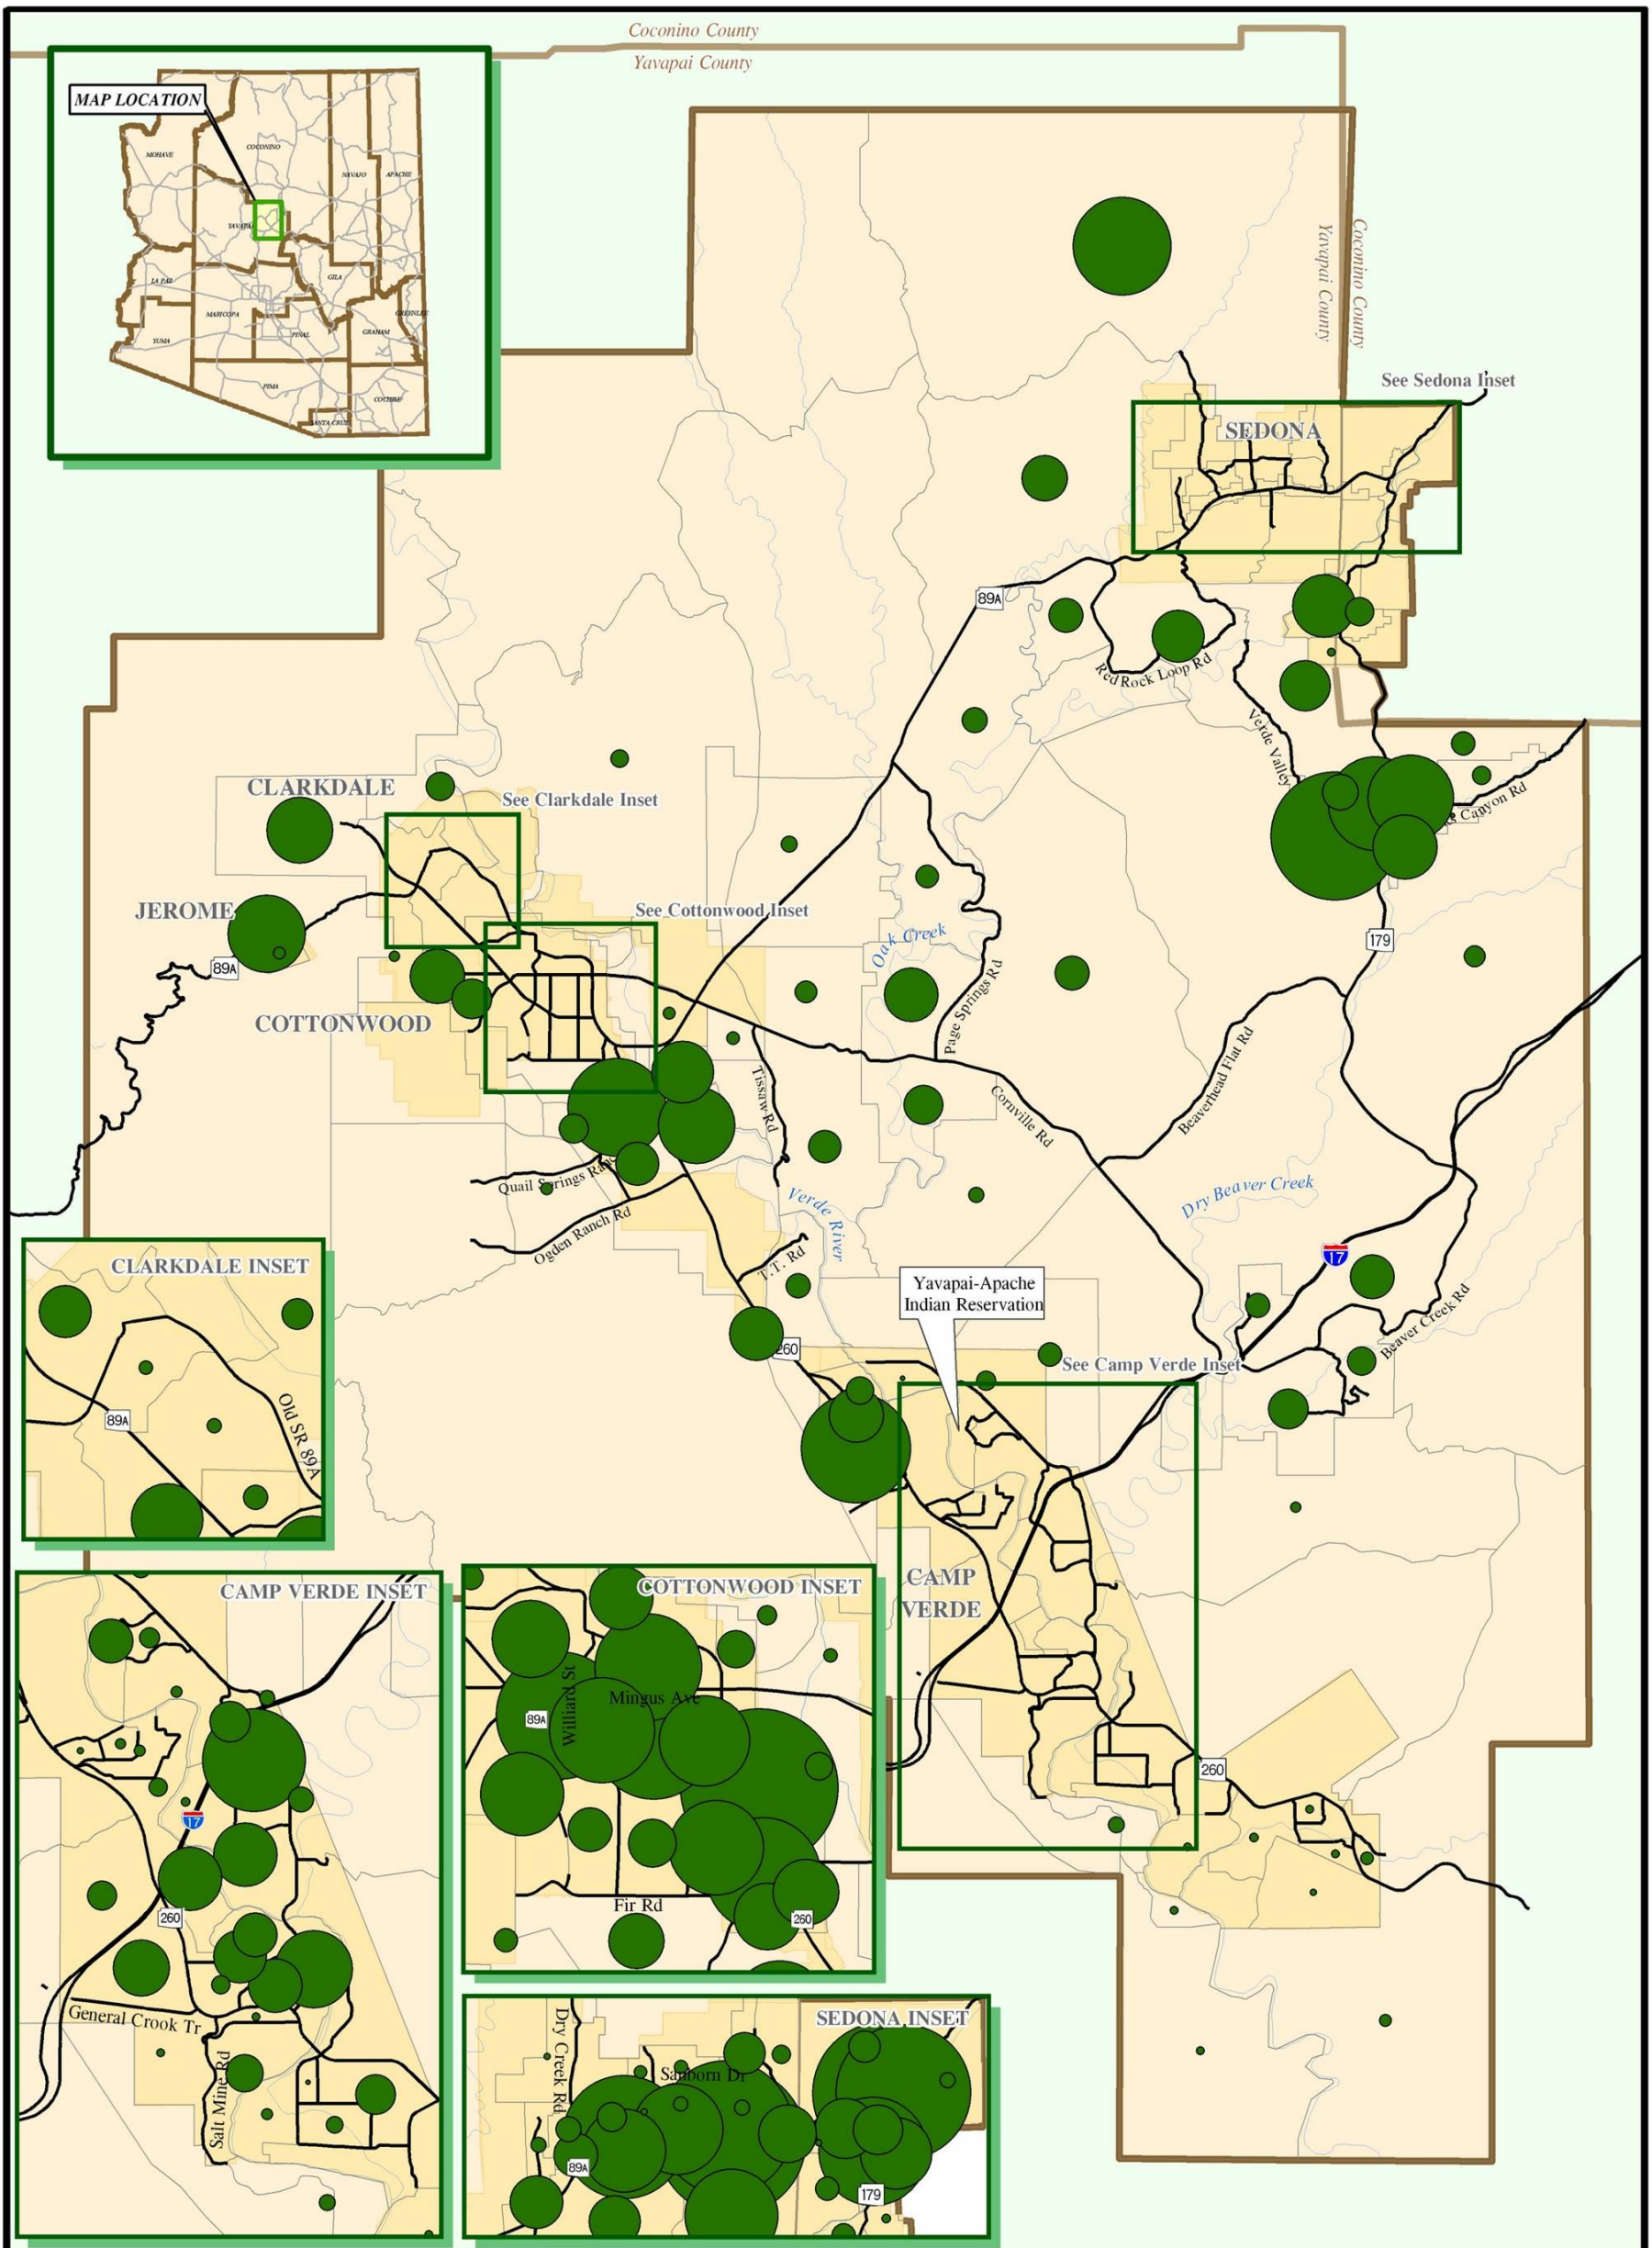 Coconino County
Yavapai County
MAP LOCATION
MOHAVE
COCONINO
NAVAJO
APACHE
YAVAPAI
LA PAZ
GILA
MARICOPA
GREENLEE
YUMA
PINAL
GRAHAM
PIMA
COCHISE
SANTA CRUZ
Yavapai County
Coconino County
See Sedona Inset
SEDONA
89A
Red Rock Loop Rd
Verde Valley
CLARKDALE
See Clarkdale Inset
Canyon Rd
JEROME
See Cottonwood Inset
Oak Creek
179
89A
COTTONWOOD
Page Springs Rd
Tissaw Rd
Cornville Rd
Beaverhead Flat Rd
Quail Springs Ranc
Ogden Ranch Rd
Verde River
Dry Beaver Creek
T.T. Rd
17
Yavapai-Apache
Indian Reservation
260
See Camp Verde Inset
Beaver Creek Rd
CLARKDALE INSET
89A
Old SR 89A
CAMP
VERDE
260
CAMP VERDE INSET
17
260
General Crook Tr
Salt Mine Rd
COTTONWOOD INSET
Willard St
Mingus Ave
89A
Fir Rd
260
SEDONA INSET
Dry Creek Rd
Sanborn Dr
89A
179